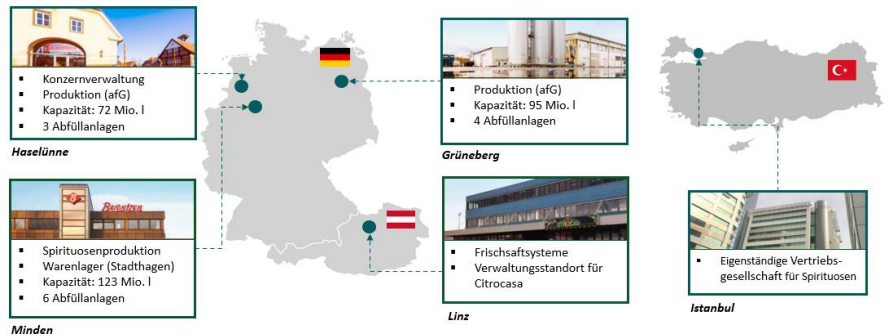 ▪ Konzernverwaltung
▪ Produktion (afG)
▪ Kapazität: 72 Mio. l
▪ 3 Abfüllanlagen
Haselünne
▪ Produktion (afG)
▪ Kapazität: 95 Mio. l
▪ 4 Abfüllanlagen
Grüneberg
Berentzen
▪ Spirituosenproduktion
▪ Warenlager (Stadthagen)
▪ Kapazität: 123 Mio. l
▪ 6 Abfüllanlagen
Minden
▪ Frischsaftsysteme
▪ Verwaltungsstandort für
Citrocasa
Linz
▪ Eigenständige Vertriebs-
gesellschaft für Spirituosen
Istanbul